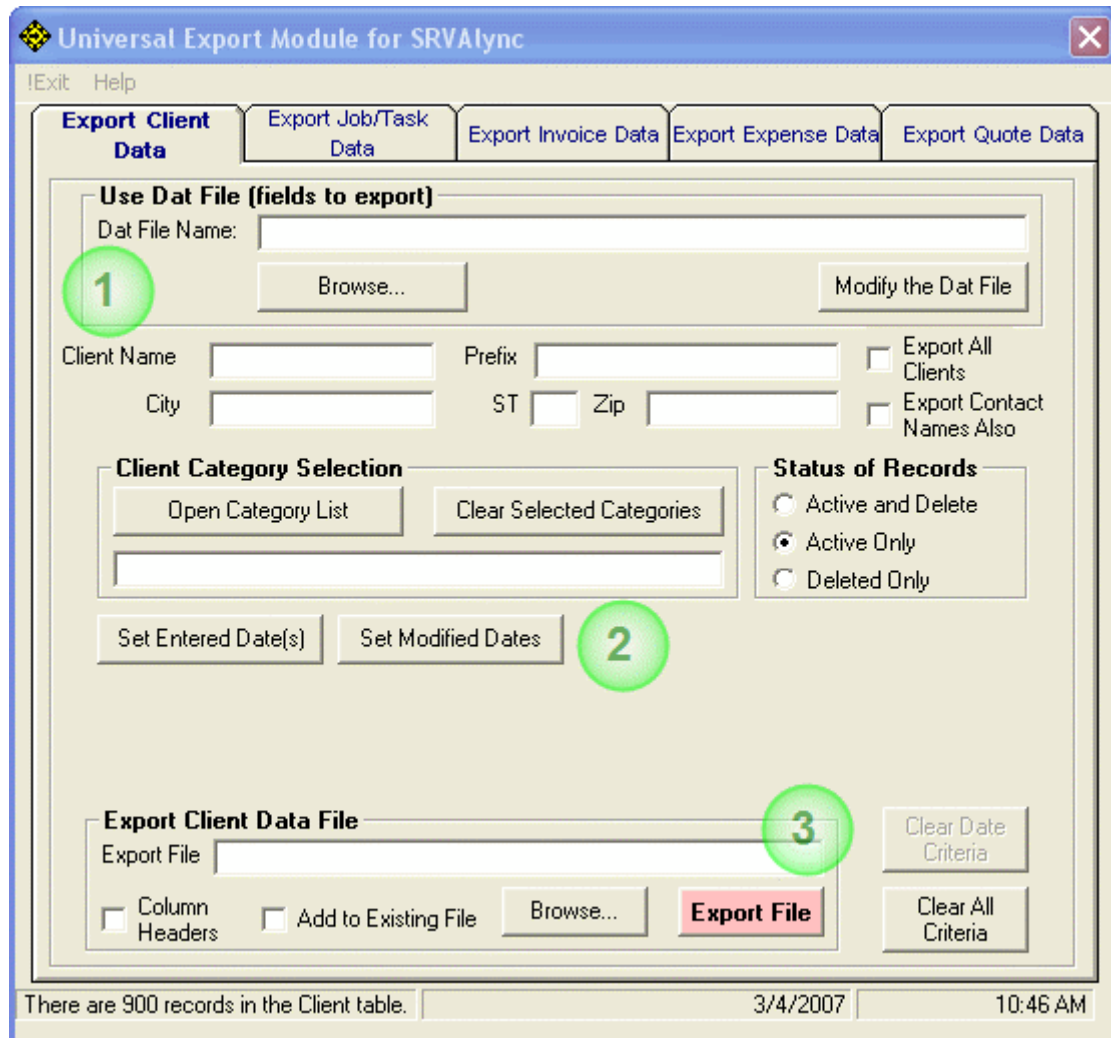 Universal Export Module for SRVAlync
!Exit Help
Export Client
Data
Export Job/Task
Data
Export Invoice Data
Export Expense Data
Export Quote Data
Use Dat File (fields to export)
Dat File Name:
1
Browse...
Modify the Dat File
Client Name
Prefix
Export All
Clients
City
ST
Zip
Export Contact
Names Also
Client Category Selection
Open Category List
Clear Selected Categories
Status of Records
Active and Delete
Active Only
Deleted Only
Set Entered Date(s)
Set Modified Dates
2
Export Client Data File
3
Export File
Column
Headers
Add to Existing File
Browse...
Export File
Clear Date
Criteria
Clear All
Criteria
There are 900 records in the Client table.
3/4/2007
10:46 AM